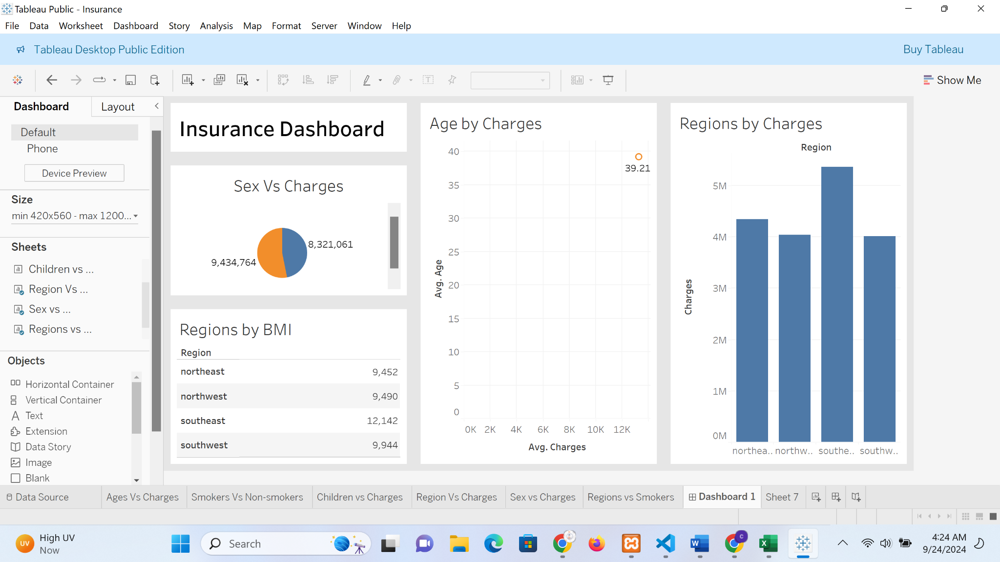 Tableau Public - Insurance
File Data Worksheet Dashboard Story Analysis Map Format Server Window Help
Tableau Desktop Public Edition
Buy Tableau
Show Me
Dashboard Layout
Default
Phone
Device Preview
Size
min 420x560 - max 1200...
Sheets
Children vs ...
Region Vs ...
Sex vs ...
Regions vs ...
Objects
Horizontal Container
Vertical Container
Text
Extension
Data Story
Image
Blank
Insurance Dashboard
Sex Vs Charges
8,321,061
9,434,764
Regions by BMI
Region
northeast 9,452
northwest 9,490
southeast 12,142
southwest 9,944
Age by Charges
40
39.21
35
30
25
20
15
10
5
0
Avg. Age
0K 2K 4K 6K 8K 10K 12K
Avg. Charges
Regions by Charges
Region
5M
4M
3M
2M
1M
0M
Charges
northea.. northw.. southe.. southw..
Data Source Ages Vs Charges Smokers Vs Non-smokers Children vs Charges Region Vs Charges Sex vs Charges Regions vs Smokers Dashboard 1 Sheet 7
UV
High UV
Now
Search
C
W
X
4:24 AM
9/24/2024